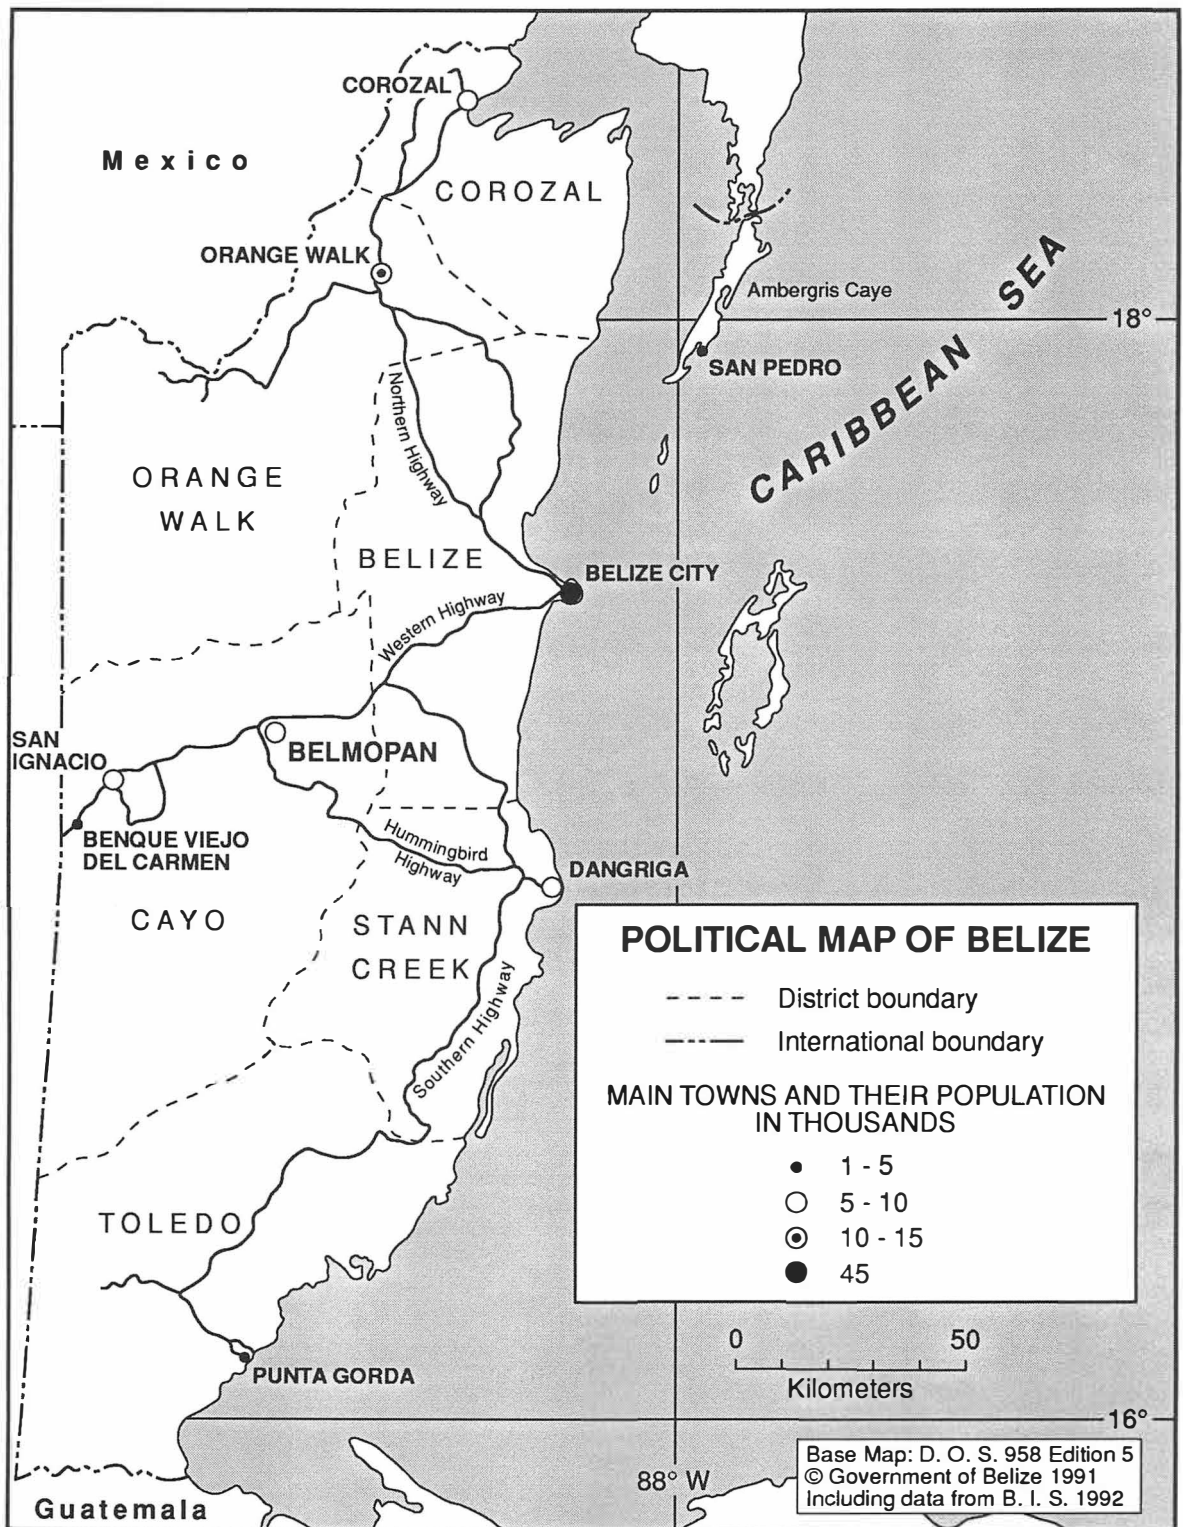 COROZAL
Mexico
COROZAL
ORANGE WALK
Ambergris Caye
CARIBBEAN SEA
18°
SAN PEDRO
Northern Highway
ORANGE
WALK
BELIZE
BELIZE CITY
Western Highway
SAN
IGNACIO
BELMOPAN
BENQUE VIEJO
DEL CARMEN
Hummingbird
Highway
DANGRIGA
CAYO
STANN
CREEK
Southern Highway
POLITICAL MAP OF BELIZE
District boundary
International boundary
MAIN TOWNS AND THEIR POPULATION
IN THOUSANDS
1 - 5
5 - 10
10 - 15
45
TOLEDO
PUNTA GORDA
0 50
Kilometers
16°
88° W
Base Map: D. O. S. 958 Edition 5
© Government of Belize 1991
Including data from B. I. S. 1992
Guatemala